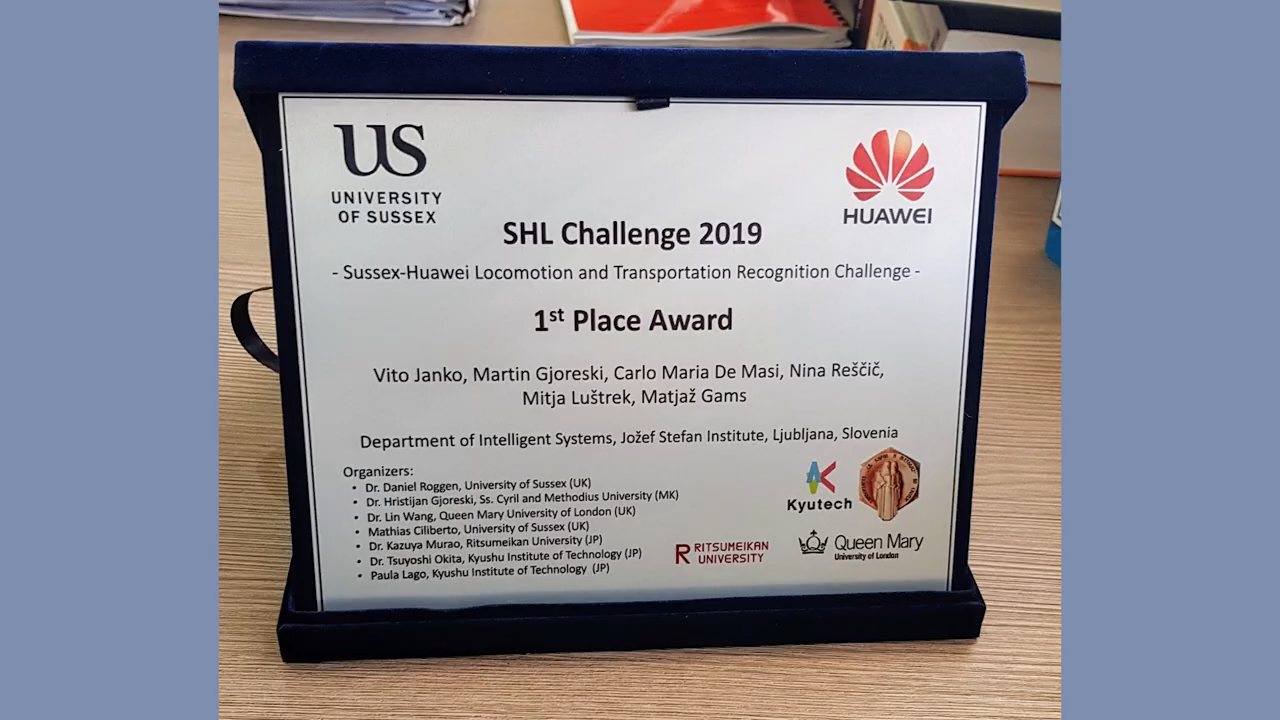 US
UNIVERSITY
OF SUSSEX
HUAWEI
SHL Challenge 2019
- Sussex-Huawei Locomotion and Transportation Recognition Challenge -
1st Place Award
Vito Janko, Martin Gjoreski, Carlo Maria De Masi, Nina Reščič,
Mitja Luštrek, Matjaž Gams
Department of Intelligent Systems, Jožef Stefan Institute, Ljubljana, Slovenia
Organizers:
• Dr. Daniel Roggen, University of Sussex (UK)
• Dr. Hristijan Gjoreski, Ss. Cyril and Methodius University (MK)
• Dr. Lin Wang, Queen Mary University of London (UK)
• Mathias Ciliberto, University of Sussex (UK)
• Dr. Kazuya Murao, Ritsumeikan University (JP)
• Dr. Tsuyoshi Okita, Kyushu Institute of Technology (JP)
• Paula Lago, Kyushu Institute of Technology (JP)
Kyutech
R RITSUMEIKAN
UNIVERSITY
Queen Mary
University of London